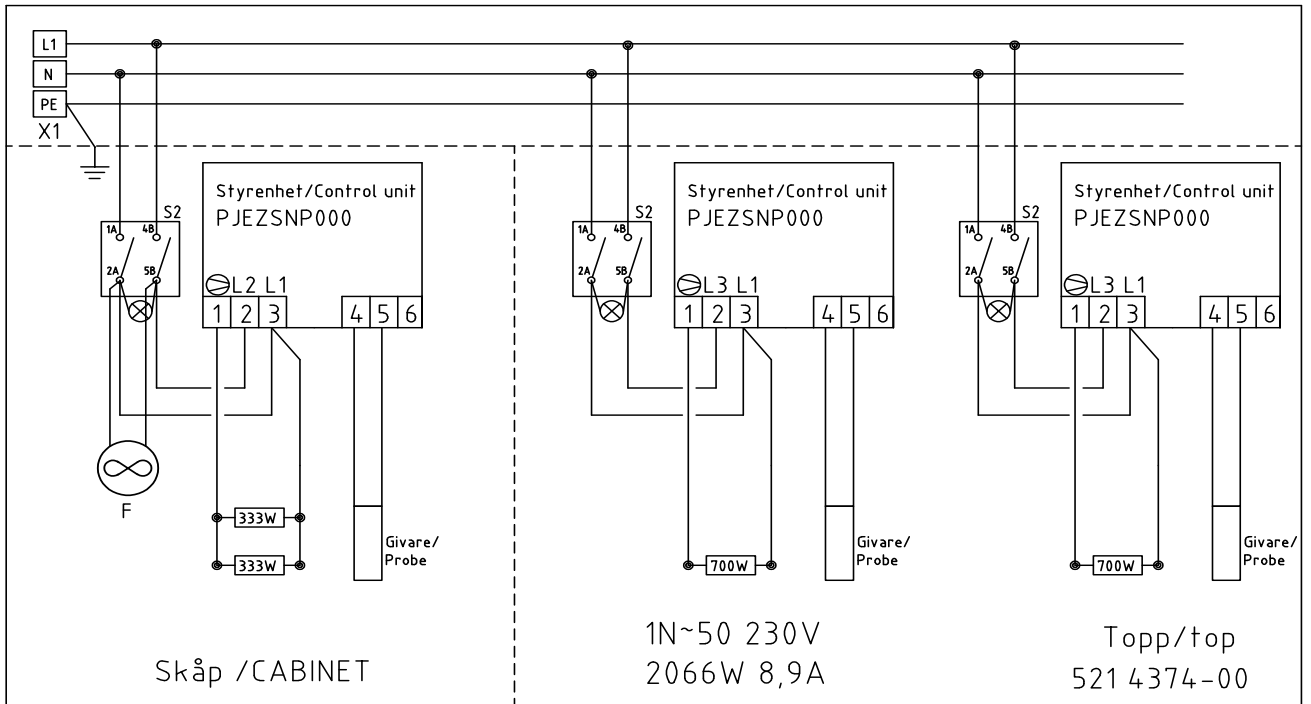 L1
N
PE
X1
Styrenhet/Control unit
PJEZSNP000
S2
1A 4B
2A 5B
L2 L1
1 2 3 4 5 6
F
333W
333W
Givare/
Probe
Skåp /CABINET
Styrenhet/Control unit
PJEZSNP000
S2
1A 4B
2A 5B
L3 L1
1 2 3 4 5 6
700W
Givare/
Probe
1N~50 230V
2066W 8,9A
Styrenhet/Control unit
PJEZSNP000
S2
1A 4B
2A 5B
L3 L1
1 2 3 4 5 6
700W
Givare/
Probe
Topp/top
521 4374-00